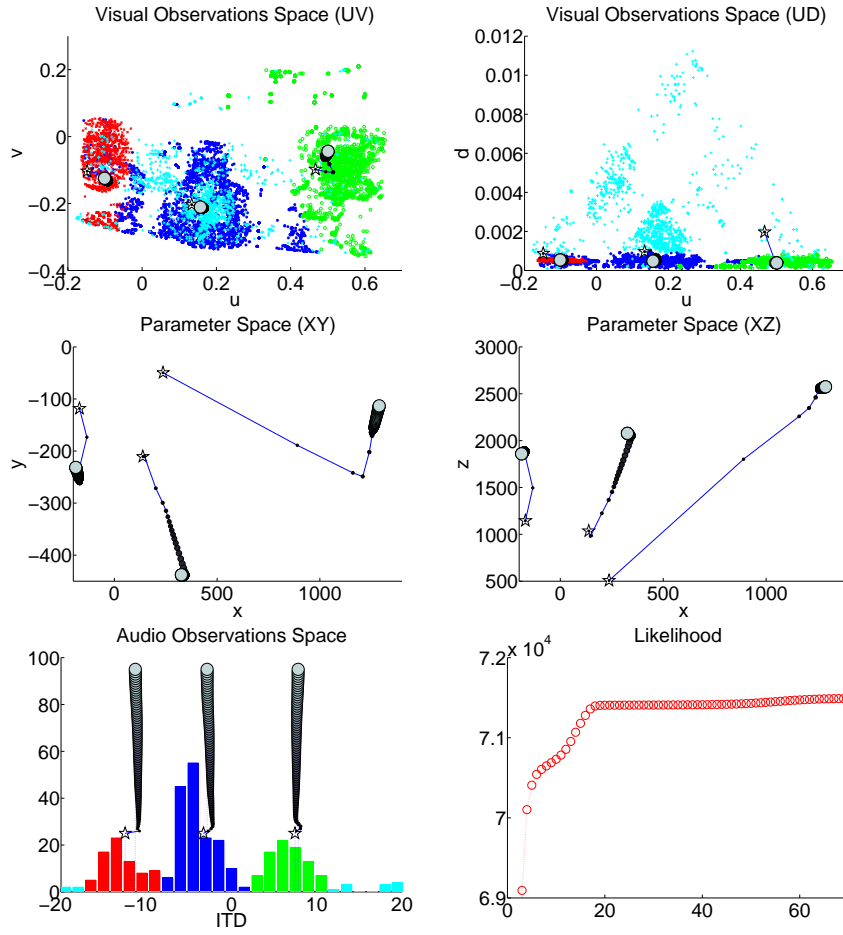 Visual Observations Space (UV)
0.2
0
−0.2
−0.4
v
−0.2 0 0.2 0.4 0.6
u
Visual Observations Space (UD)
0.012
0.01
0.008
0.006
0.004
0.002
0
d
−0.2 0 0.2 0.4 0.6 0.8
u
Parameter Space (XY)
0
−100
−200
−300
−400
y
0 500 1000
x
Parameter Space (XZ)
3000
2500
2000
1500
1000
500
z
0 500 1000
x
Audio Observations Space
100
80
60
40
20
0
−20 −10 0 10 20
ITD
Likelihood
x 10⁴
7.2
7.1
7
6.9
0 20 40 60